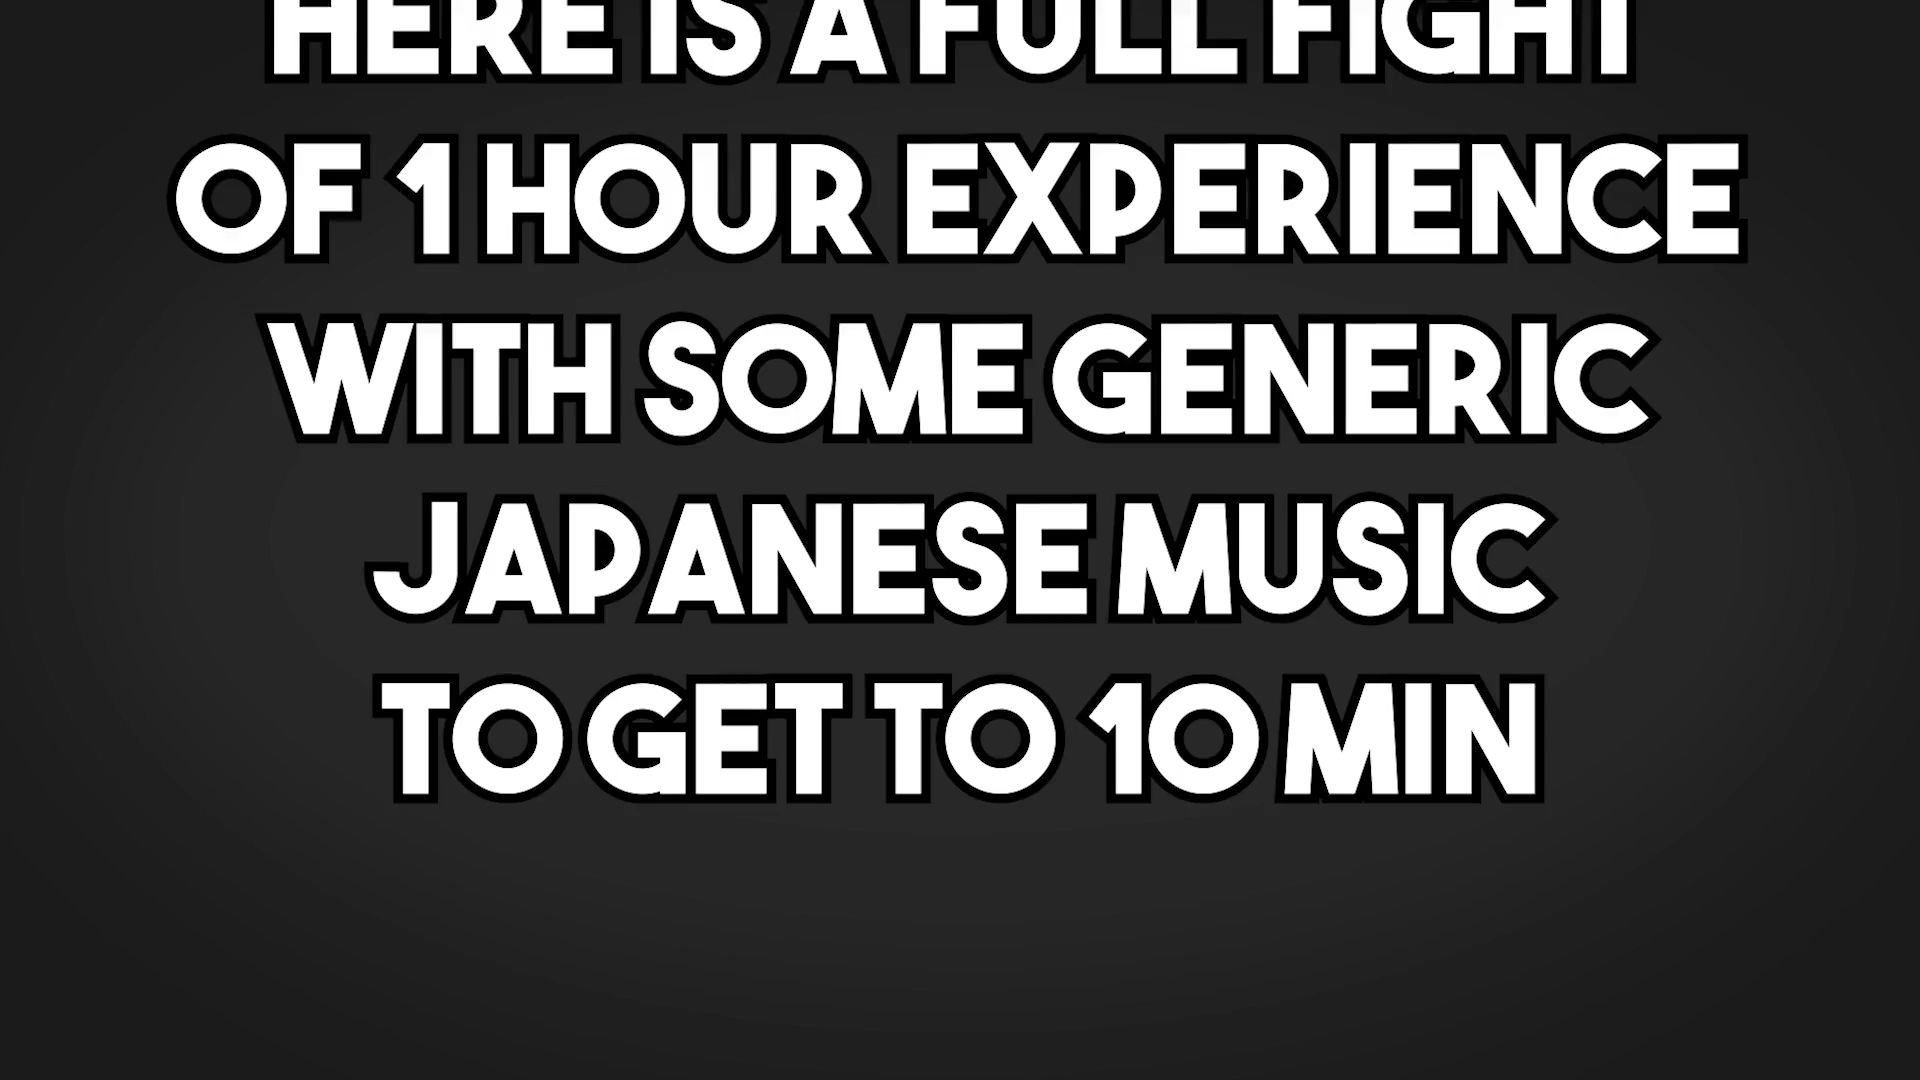 HERE IS A FULL FIGHT
OF 1 HOUR EXPERIENCE
WITH SOME GENERIC
JAPANESE MUSIC
TO GET TO 10 MIN